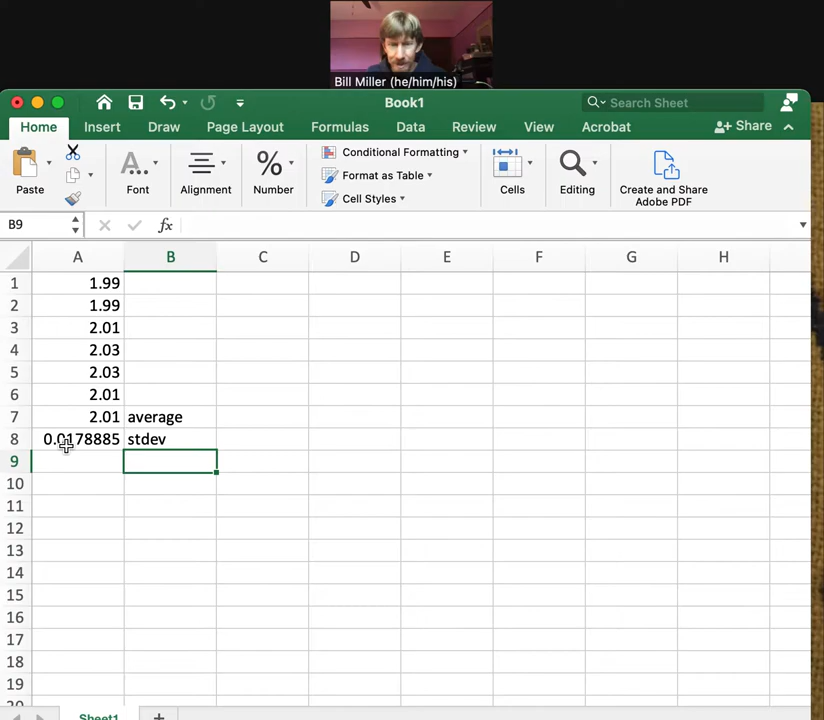 Bill Miller (he/him/his)
Book1
Search Sheet
Home Insert Draw Page Layout Formulas Data Review View Acrobat Share
Paste Font Alignment Number Conditional Formatting Format as Table Cell Styles Cells Editing Create and Share Adobe PDF
B9 fx
A B C D E F G H
1 1.99
2 1.99
3 2.01
4 2.03
5 2.03
6 2.01
7 2.01 average
8 0.0178885 stdev
9
10
11
12
13
14
15
16
17
18
19
20
Sheet1 +